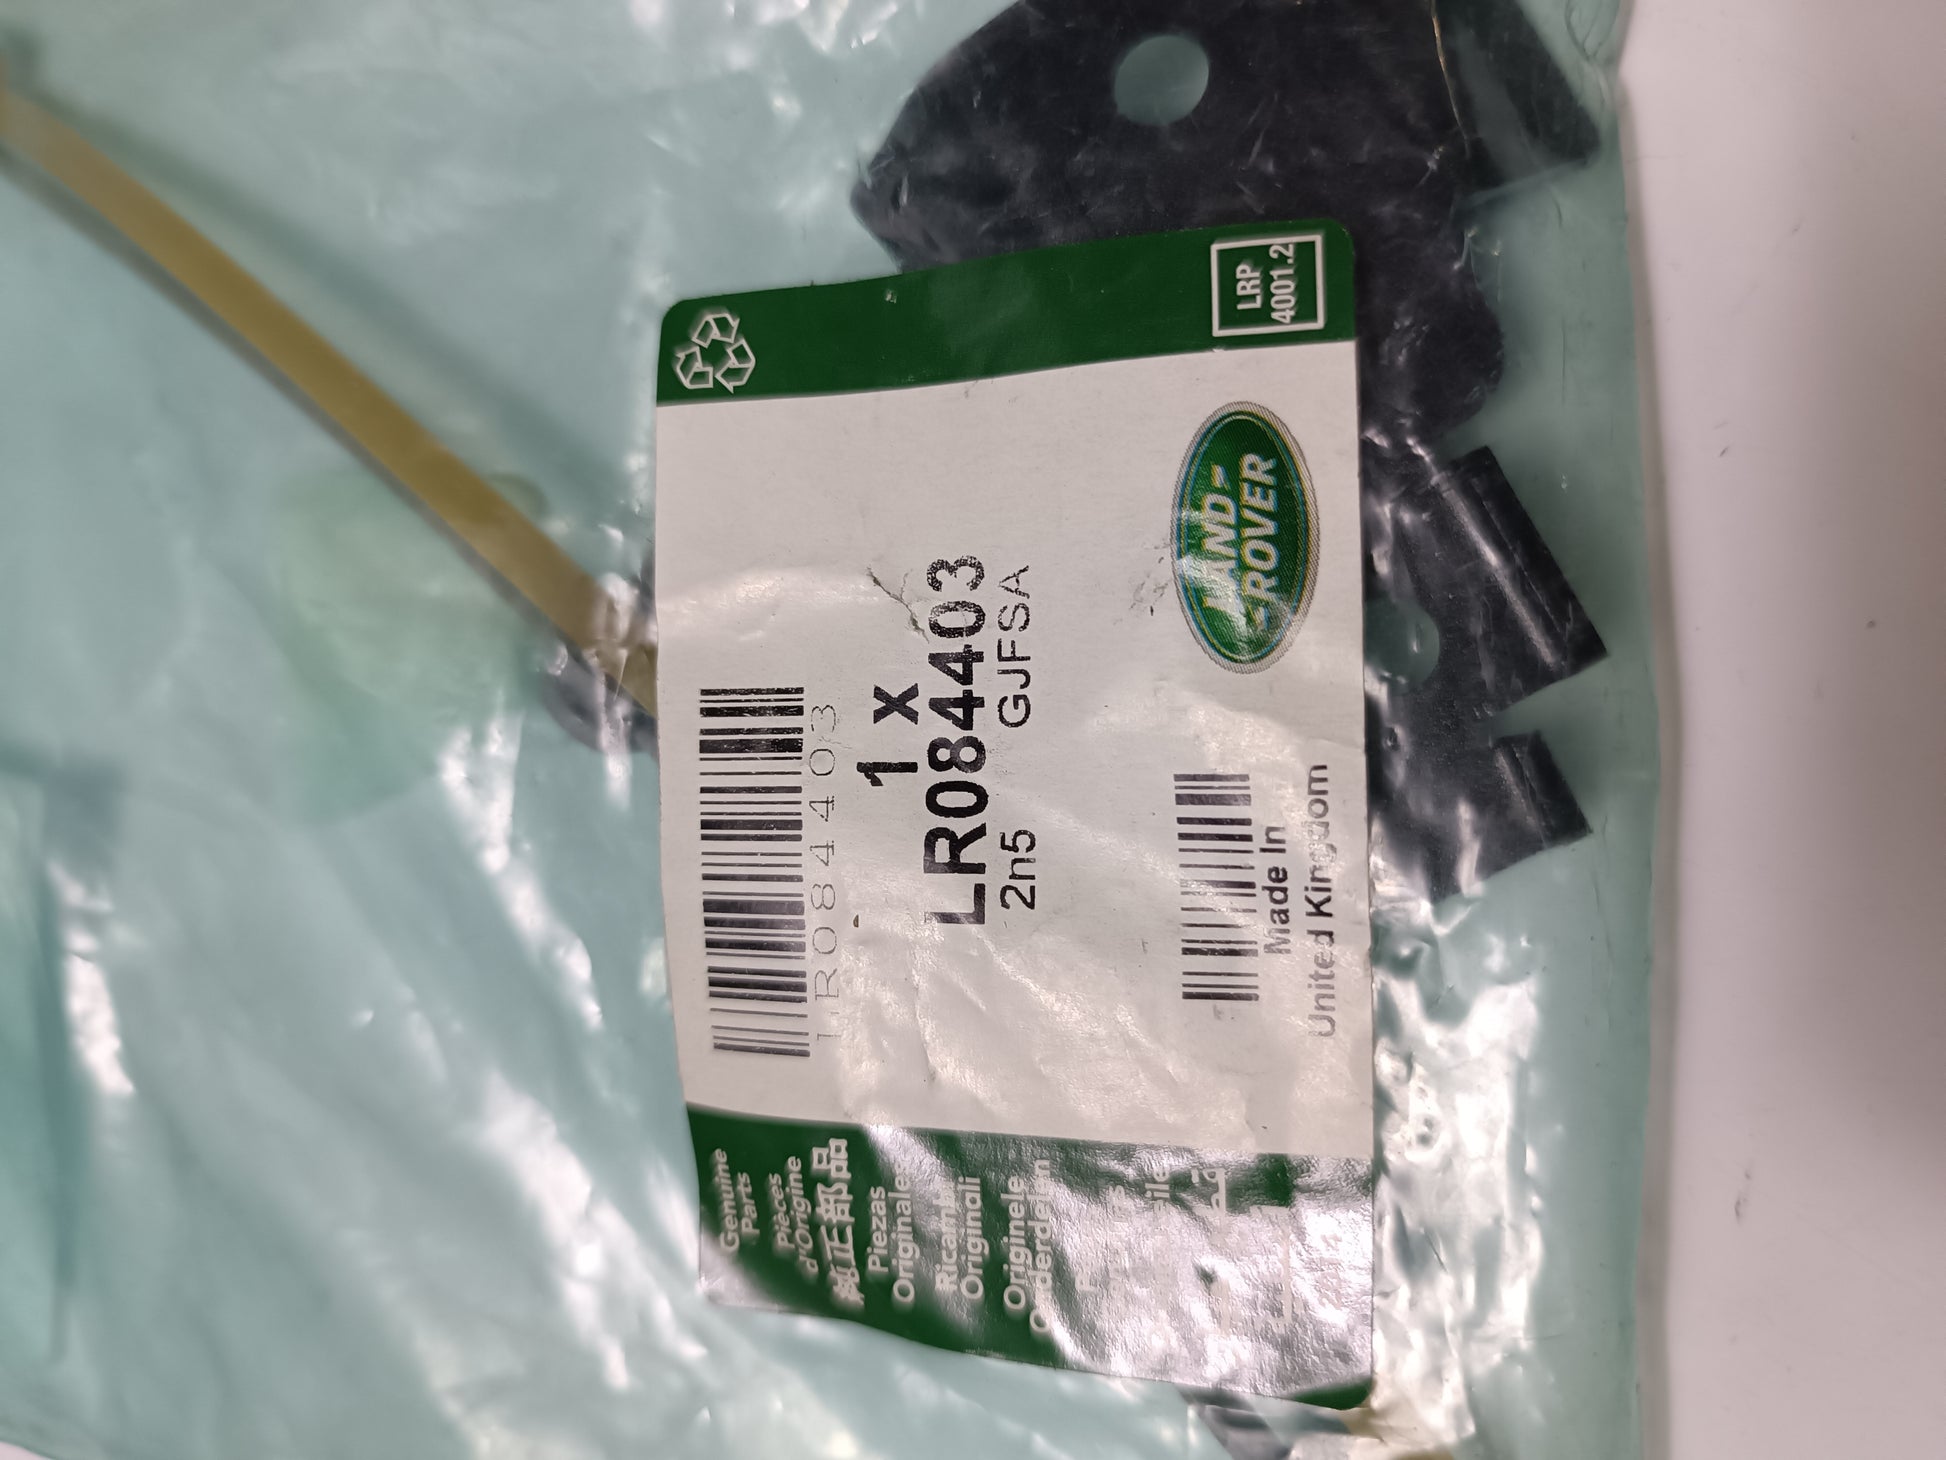 LRP
4001.2
LAND-
-ROVER
LR084403
1 x
LR084403
2n5 GJFSA
Made In
United Kingdom
Genuine
Parts
Pièces
d'Origine
純正部品
Piezas
Originales
Ricambi
Originali
Originele
Onderdelen